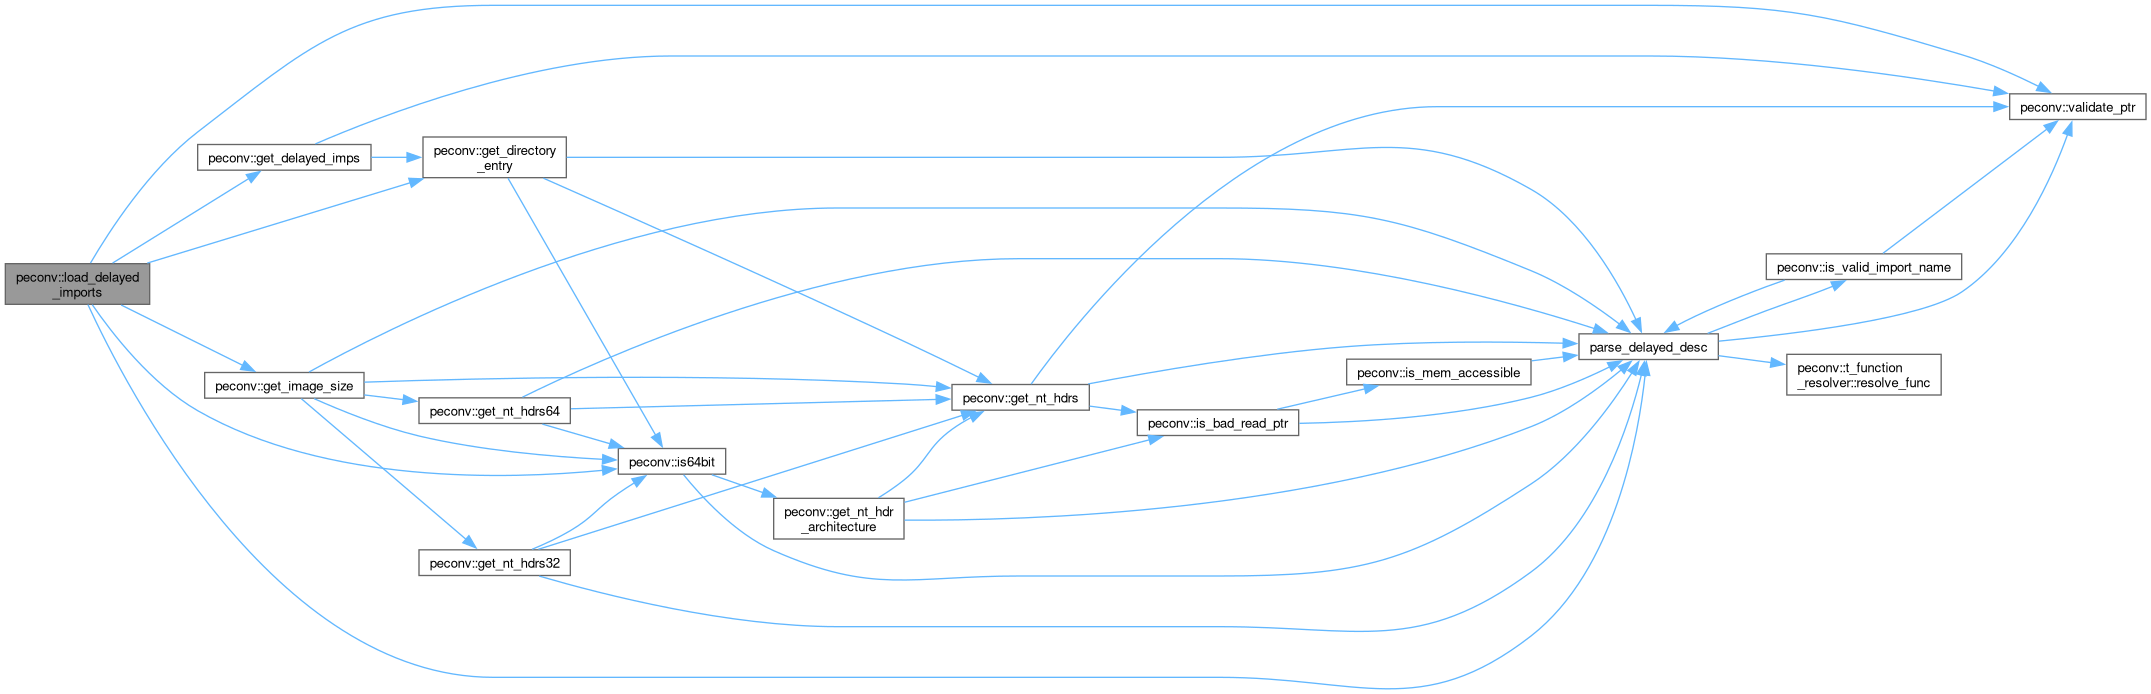 peconv::load_delayed
_imports
peconv::get_delayed_imps
peconv::get_directory
_entry
peconv::get_image_size
peconv::get_nt_hdrs64
peconv::is64bit
peconv::get_nt_hdrs32
peconv::get_nt_hdr
_architecture
peconv::get_nt_hdrs
peconv::is_bad_read_ptr
peconv::is_mem_accessible
parse_delayed_desc
peconv::is_valid_import_name
peconv::t_function
_resolver::resolve_func
peconv::validate_ptr